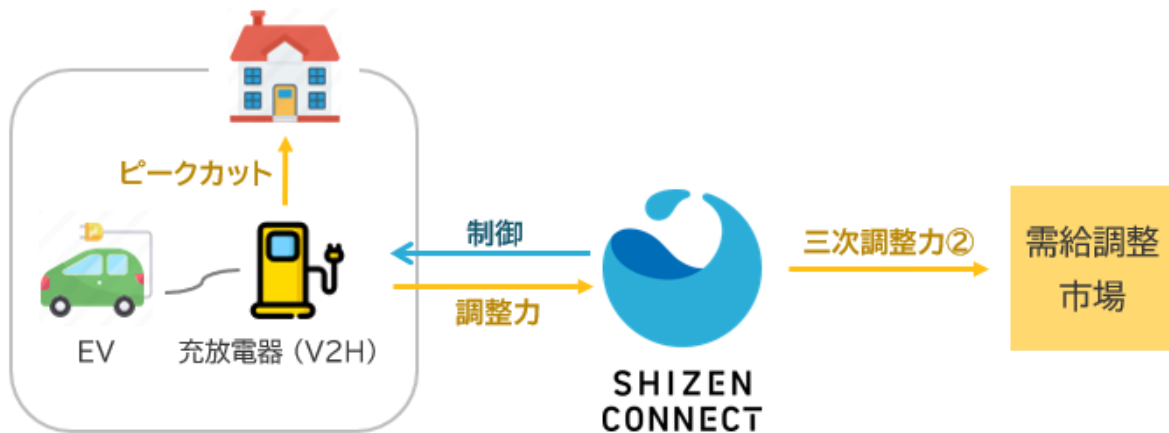 ピークカット
EV
充放電器（V2H）
制御
調整力
SHIZEN
CONNECT
三次調整力②
需給調整
市場